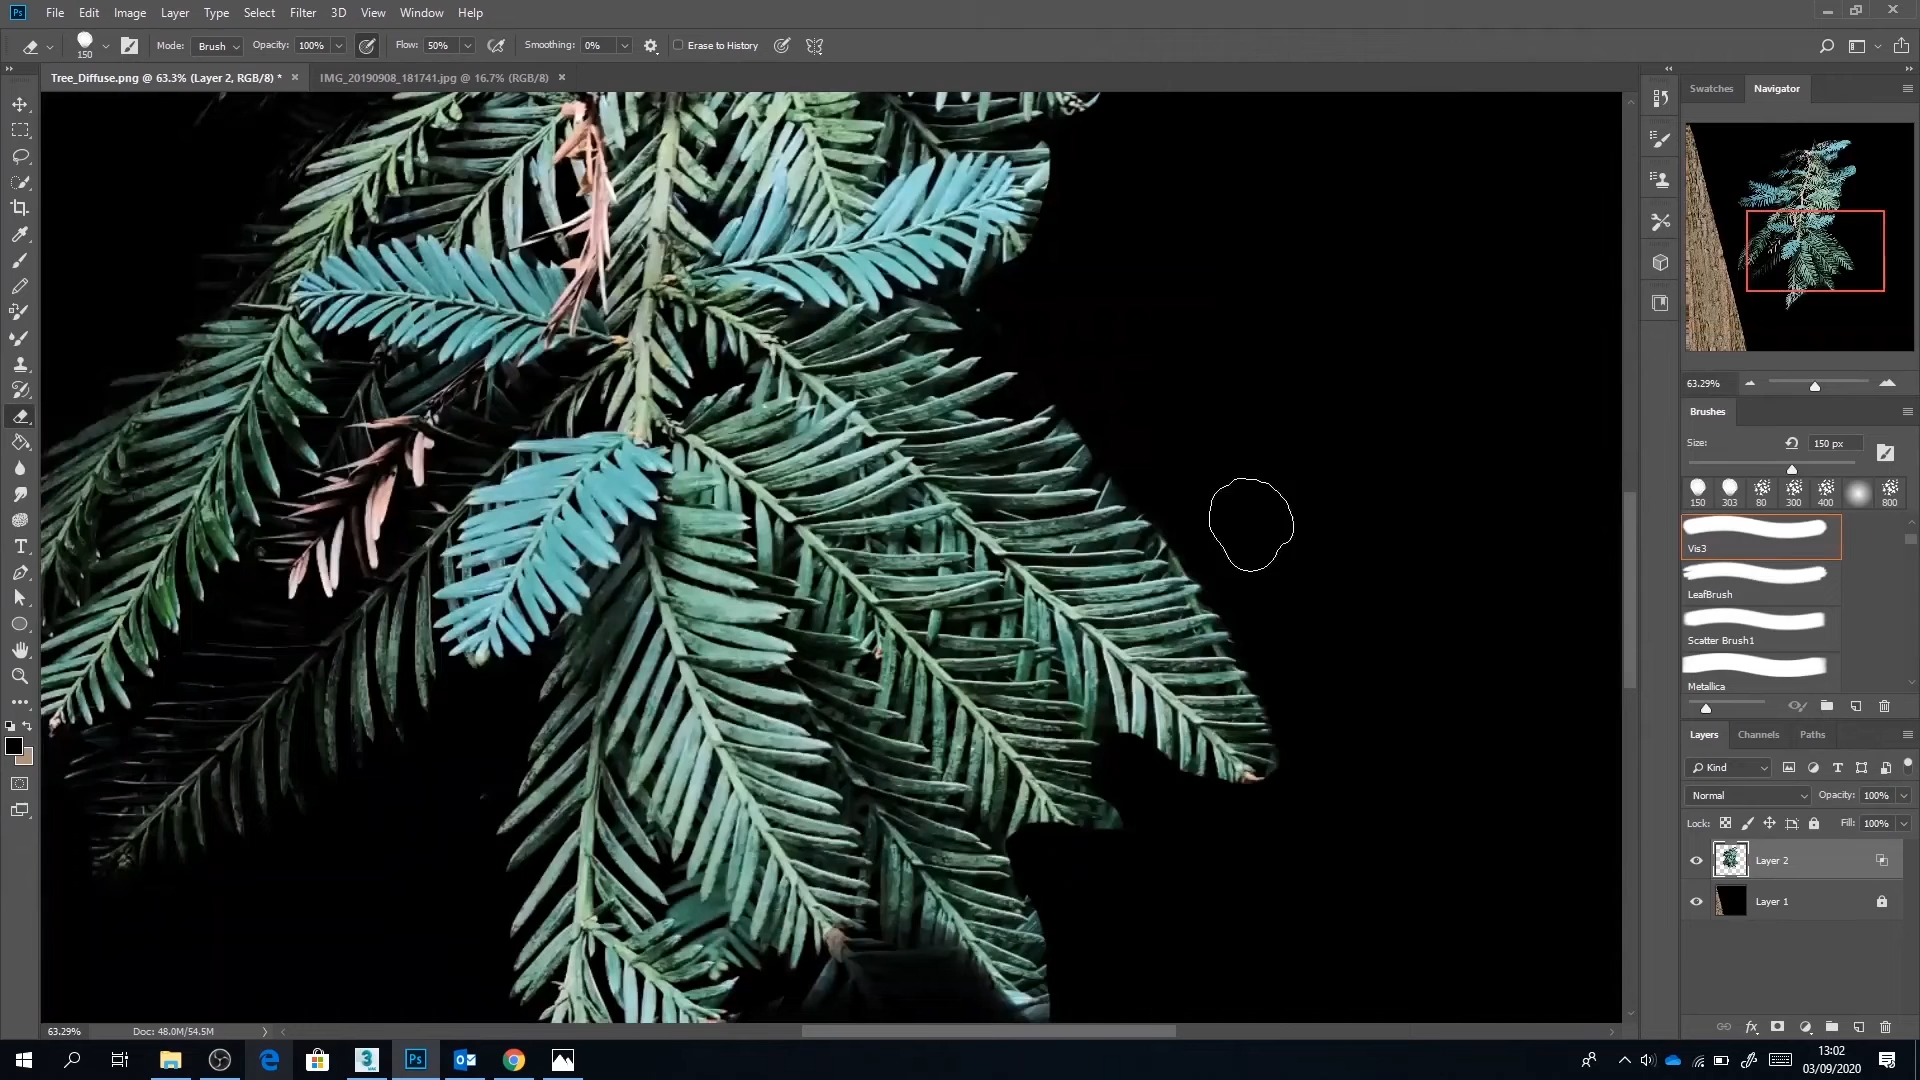 Ps File Edit Image Layer Type Select Filter 3D View Window Help
150 Mode: Brush Opacity: 100% Flow: 50% Smoothing: 0% Erase to History
Tree_Diffuse.png @ 63.3% (Layer 2, RGB/8) * × IMG_20190908_181741.jpg @ 16.7% (RGB/8) ×
Swatches Navigator
63.29%
Brushes
Size: 150 px
150 303 80 300 400 800
Vis3
LeafBrush
Scatter Brush1
Metallica
Layers Channels Paths
Kind
Normal Opacity: 100%
Lock: Fill: 100%
Layer 2
Layer 1
fx
63.29% Doc: 48.0M/54.5M
3 Ps
13:02
03/09/2020